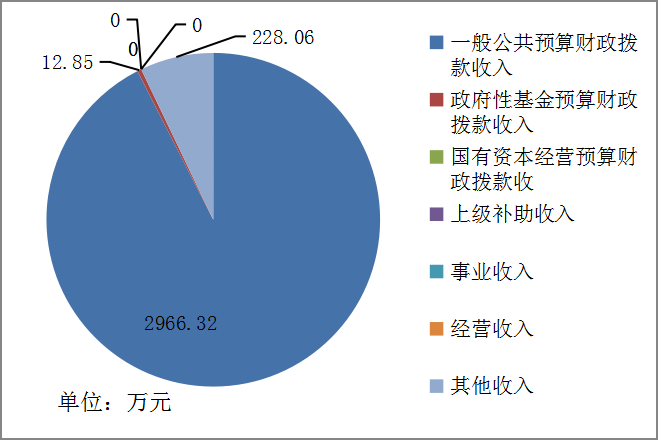 0
0
0
228.06
12.85
2966.32
单位：万元
一般公共预算财政拨
款收入
政府性基金预算财政
拨款收入
国有资本经营预算财
政拨款收
上级补助收入
事业收入
经营收入
其他收入